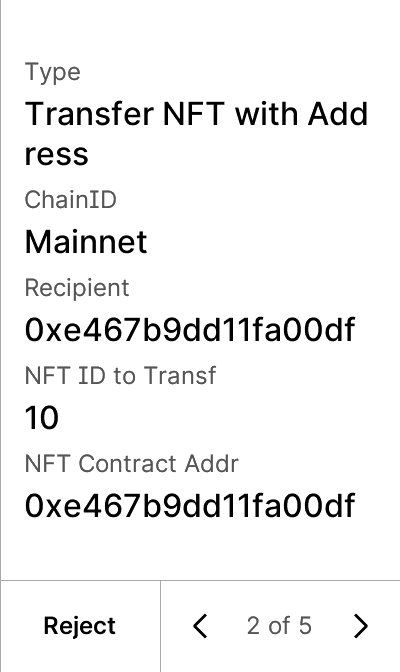 Type
Transfer NFT with Add
ress
ChainID
Mainnet
Recipient
0xe467b9dd11fa00df
NFT ID to Transf
10
NFT Contract Addr
0xe467b9dd11fa00df
Reject
2 of 5